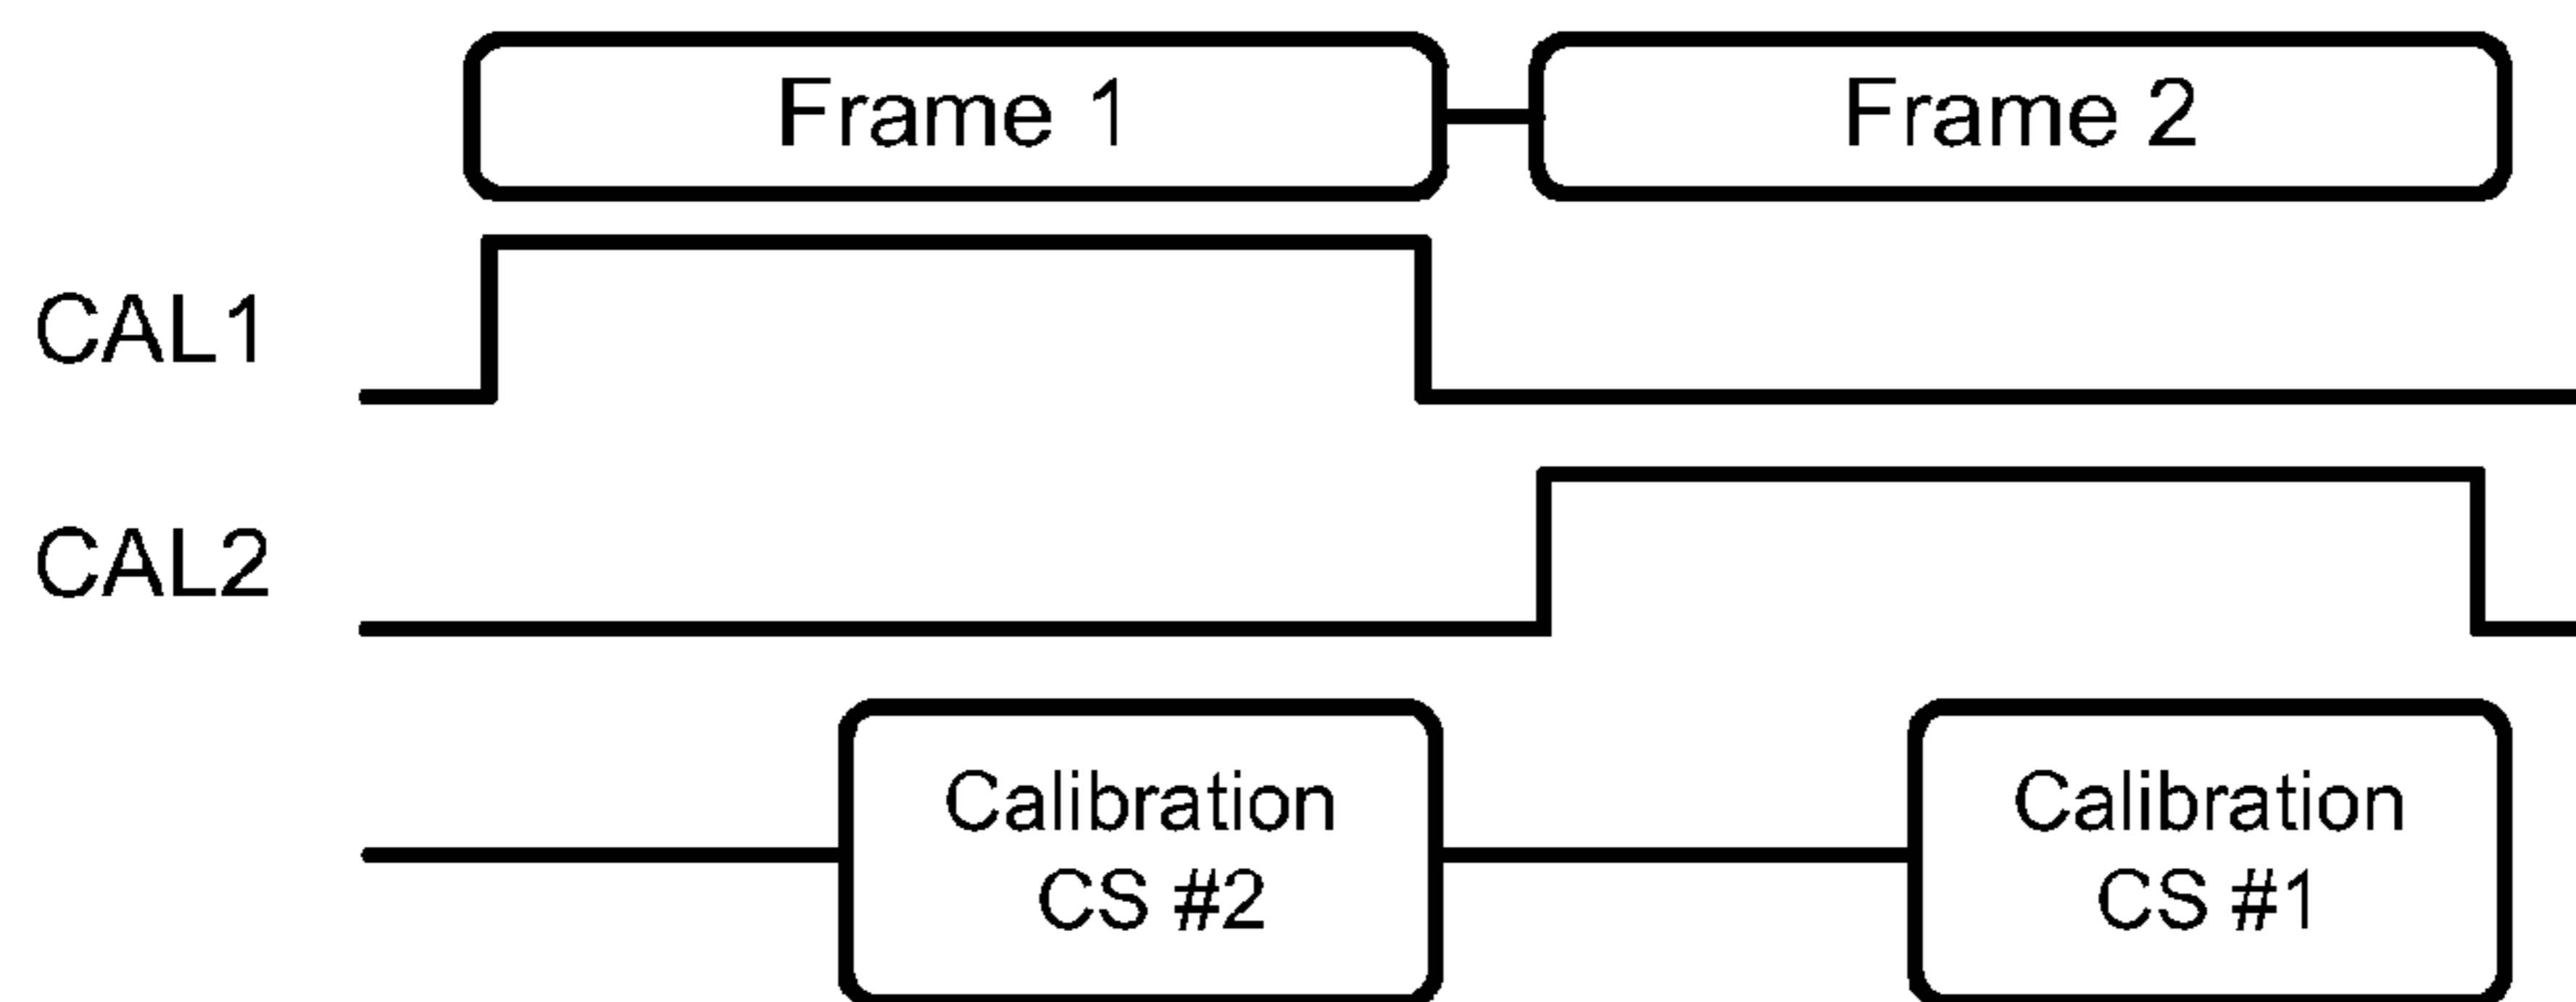 Frame 1
Frame 2
CAL1
CAL2
Calibration
CS #2
Calibration
CS #1